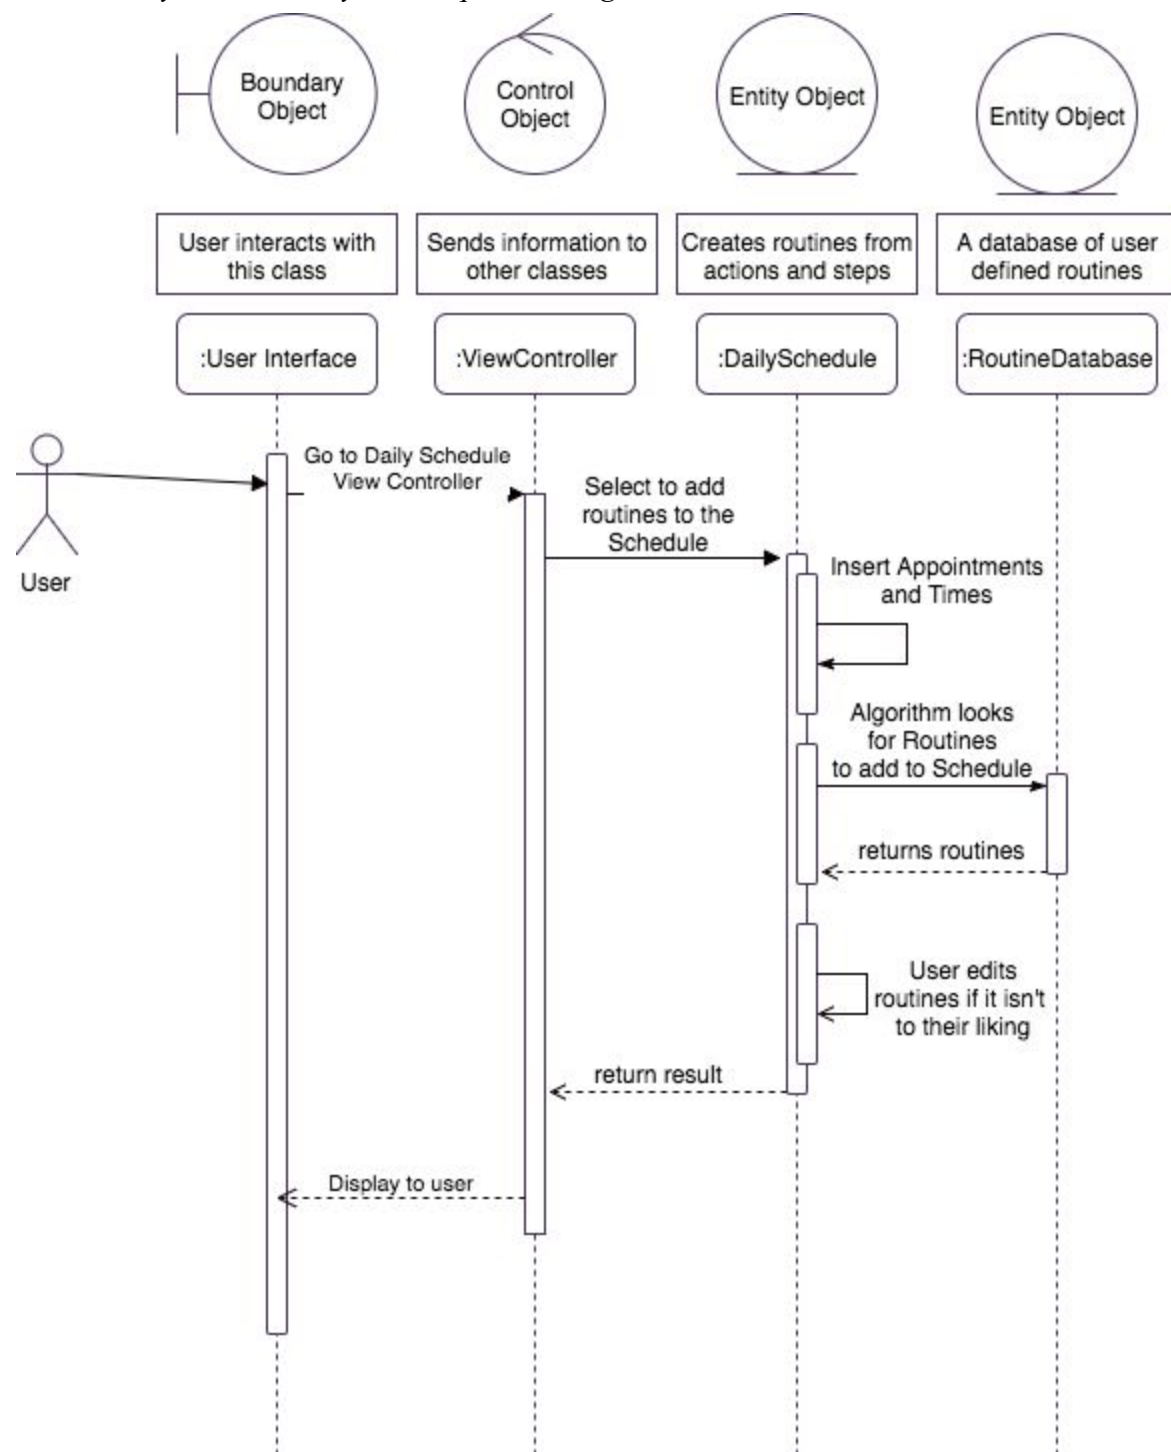 Boundary
Object
Control
Object
Entity Object
Entity Object
User interacts with
this class
Sends information to
other classes
Creates routines from
actions and steps
A database of user
defined routines
:User Interface
:ViewController
:DailySchedule
:RoutineDatabase
Go to Daily Schedule
View Controller
Select to add
routines to the
Schedule
User
Insert Appointments
and Times
Algorithm looks
for Routines
to add to Schedule
returns routines
User edits
routines if it isn't
to their liking
return result
Display to user